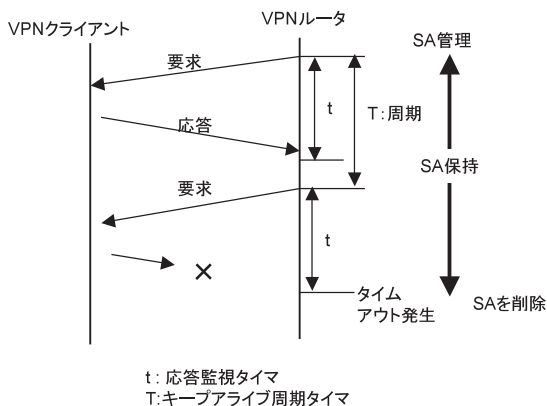 VPNクライアント
VPNルータ
SA管理
要求
t
T：周期
応答
SA保持
要求
t
タイム
アウト発生
SAを削除
t： 応答監視タイマ
T:キープアライブ周期タイマ